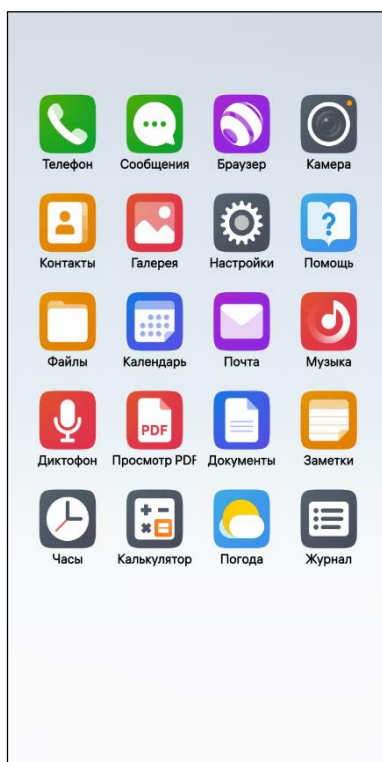 Телефон Сообщения Браузер Камера
Контакты Галерея Настройки ? Помощь
Файлы Календарь Почта Музыка
PDF
Диктофон Просмотр PDF Документы Заметки
Часы Калькулятор Погода Журнал